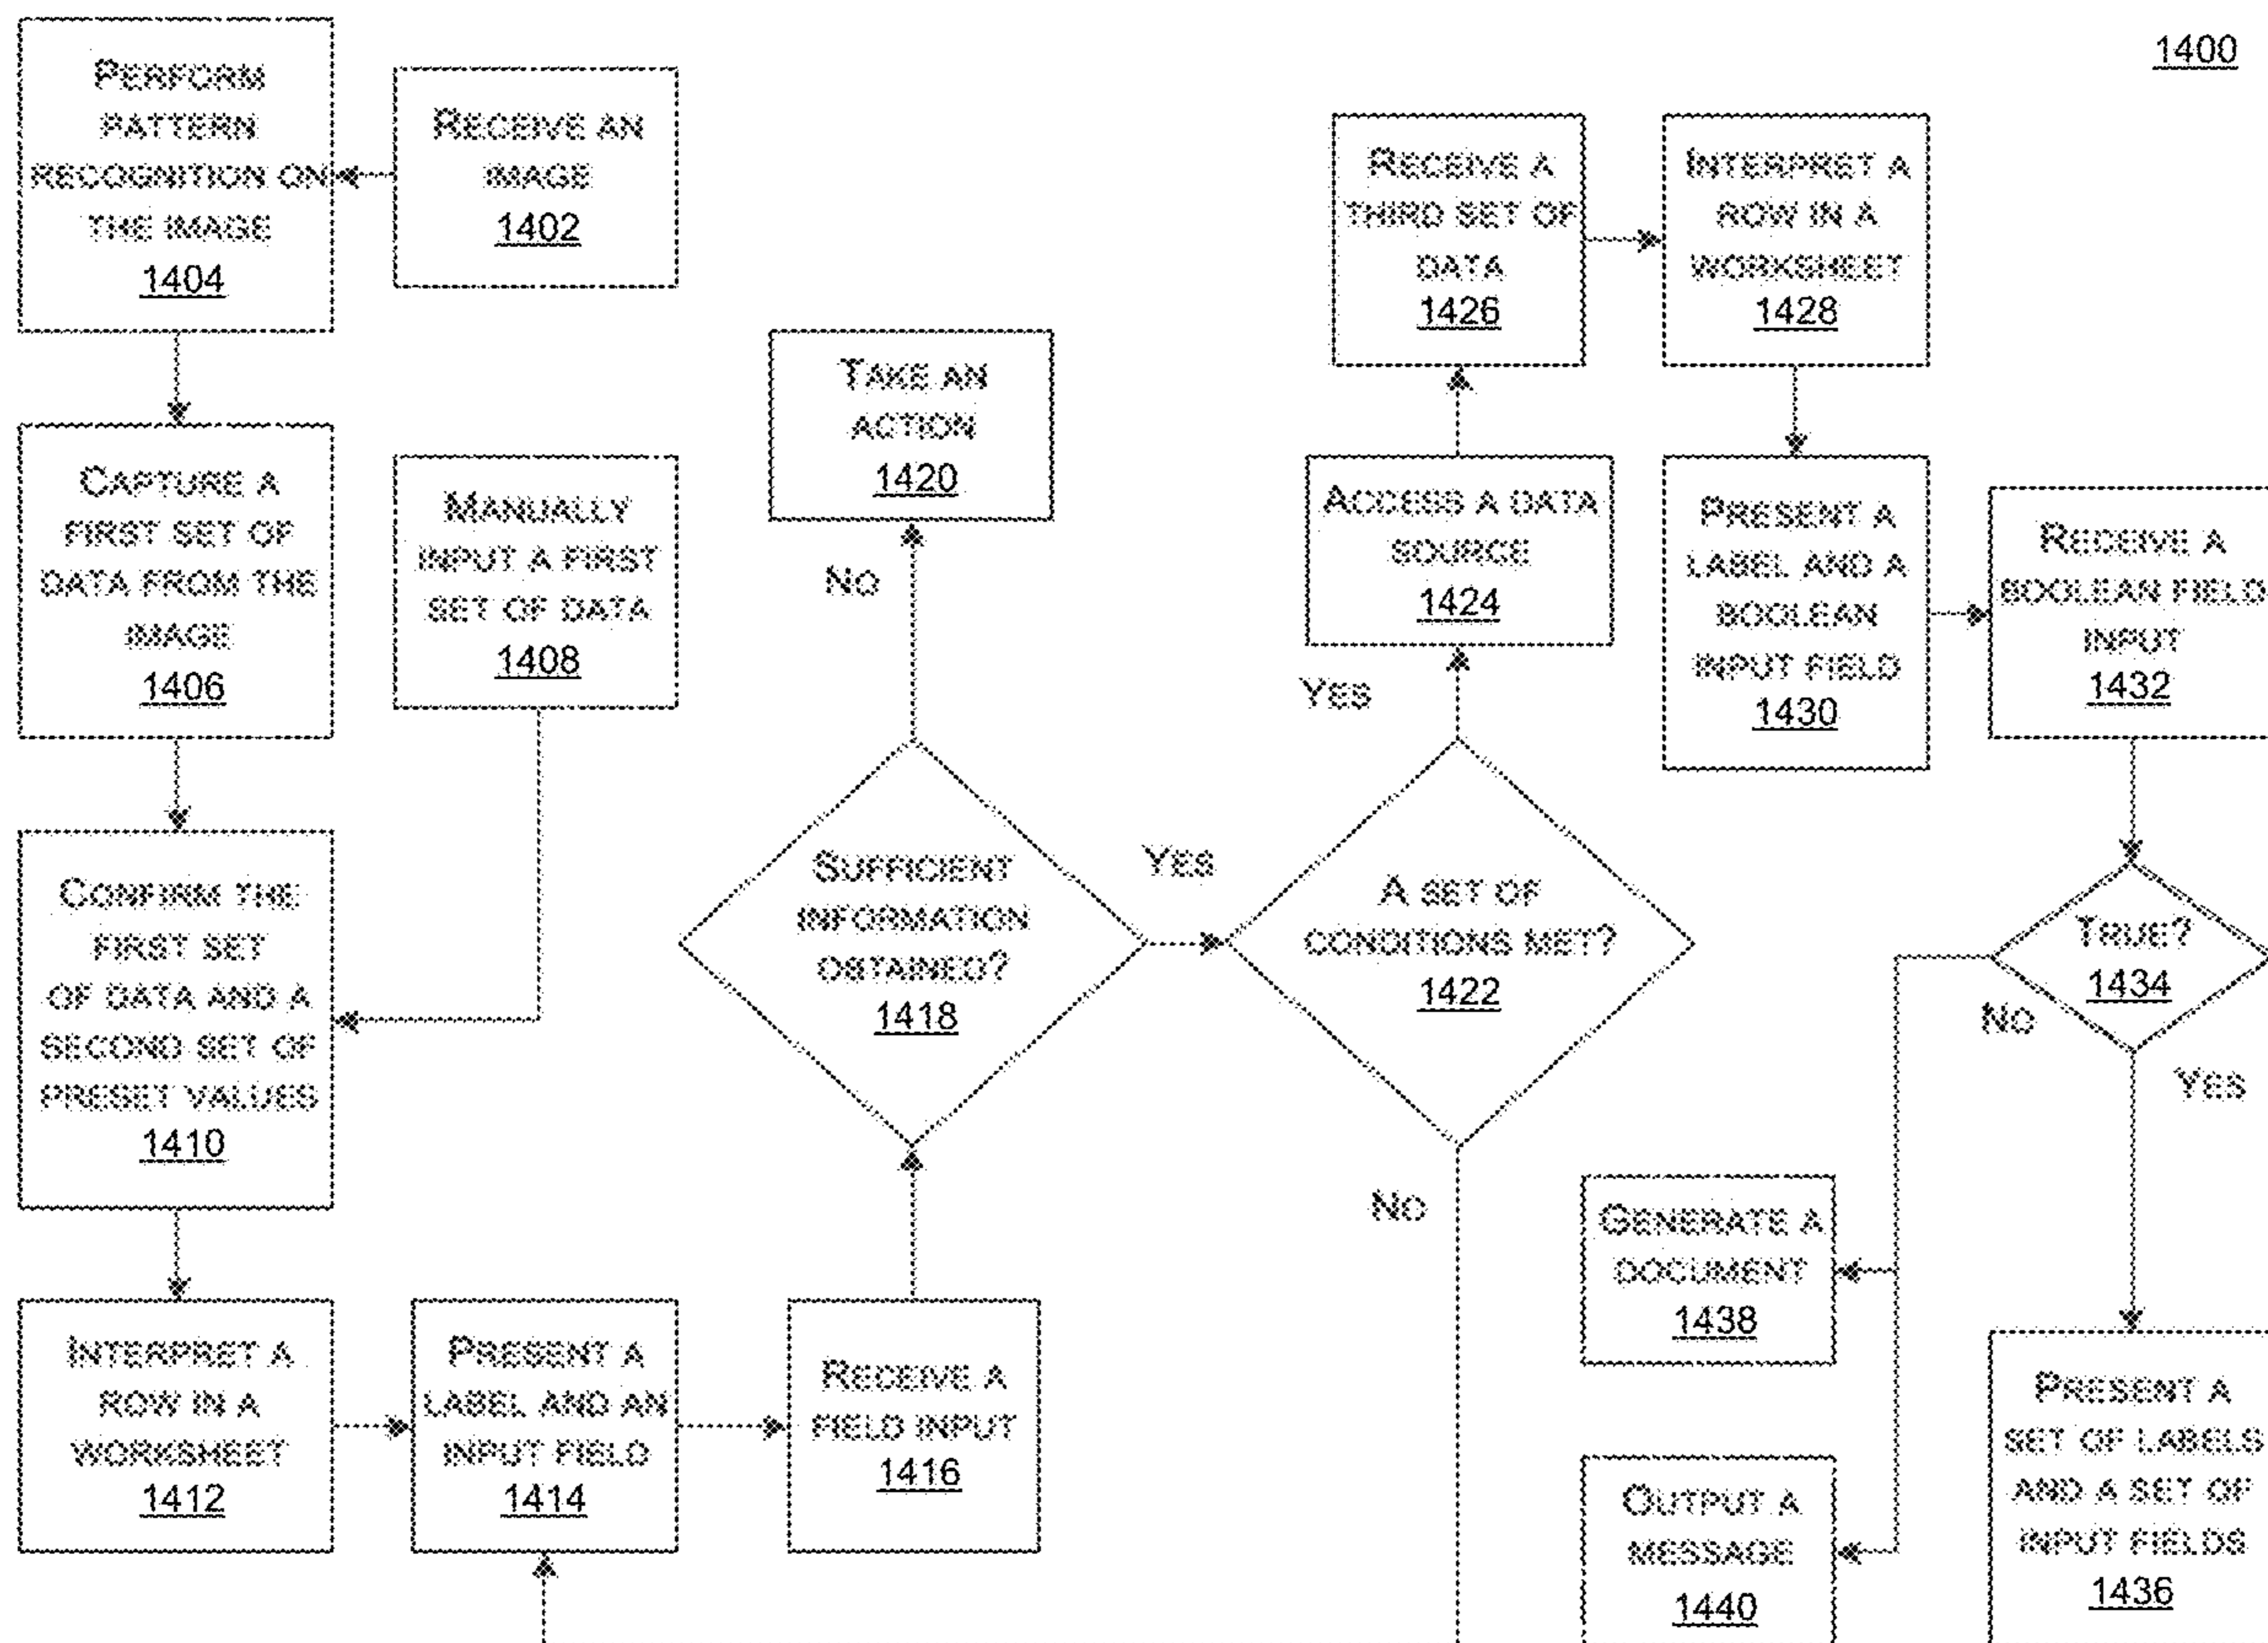 1400
PERFORM
PATTERN
RECOGNITION ON
THE IMAGE
1404
RECEIVE AN
IMAGE
1402
CAPTURE A
FIRST SET OF
DATA FROM THE
IMAGE
1406
MANUALLY
INPUT A FIRST
SET OF DATA
1408
CONFIRM THE
FIRST SET
OF DATA AND A
SECOND SET OF
PRESET VALUES
1410
INTERPRET A
ROW IN A
WORKSHEET
1412
PRESENT A
LABEL AND AN
INPUT FIELD
1414
RECEIVE A
FIELD INPUT
1416
SUFFICIENT
INFORMATION
OBTAINED?
1418
NO
TAKE AN
ACTION
1420
YES
A SET OF
CONDITIONS MET?
1422
YES
NO
ACCESS A DATA
SOURCE
1424
RECEIVE A
THIRD SET OF
DATA
1426
INTERPRET A
ROW IN A
WORKSHEET
1428
PRESENT A
LABEL AND A
BOOLEAN
INPUT FIELD
1430
RECEIVE A
BOOLEAN FIELD
INPUT
1432
TRUE?
1434
NO
YES
GENERATE A
DOCUMENT
1438
OUTPUT A
MESSAGE
1440
PRESENT A
SET OF LABELS
AND A SET OF
INPUT FIELDS
1436